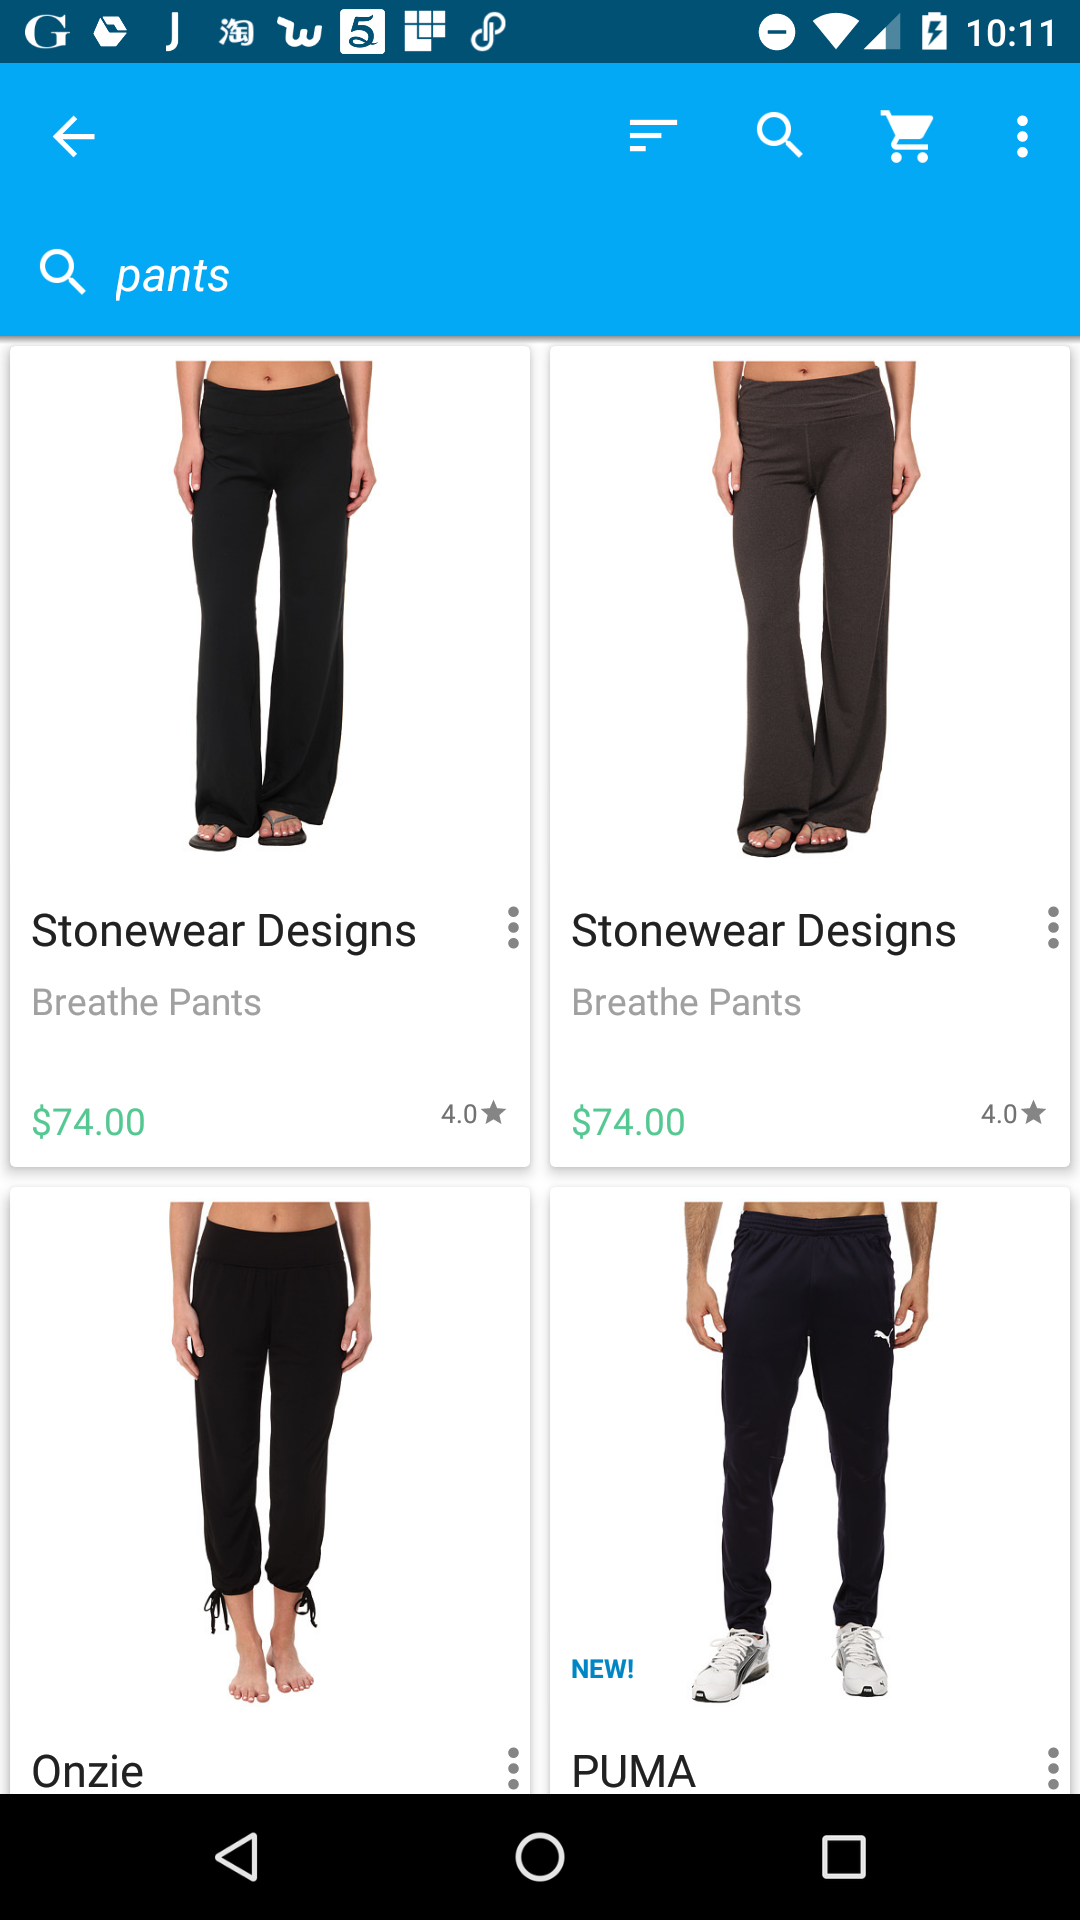 G J 淘 w 5 10:11
pants
Stonewear Designs
Breathe Pants
$74.00
4.0
Stonewear Designs
Breathe Pants
$74.00
4.0
Onzie
NEW!
PUMA